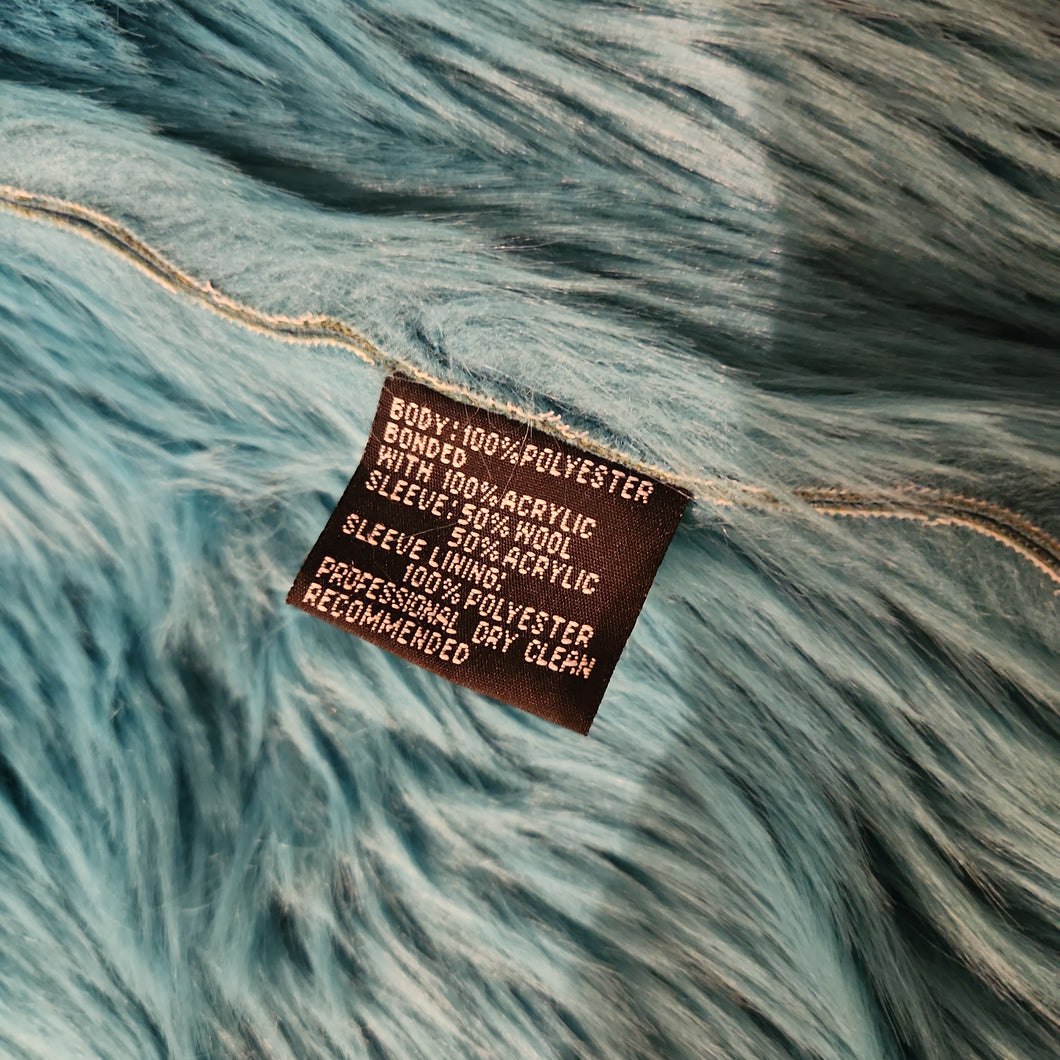 BODY:100%POLYESTER
BONDED
WITH 100%ACRYLIC
SLEEVE:50%WOOL
50%ACRYLIC
SLEEVE LINING:
100%POLYESTER
PROFESSIONAL DRY CLEAN
RECOMMENDED